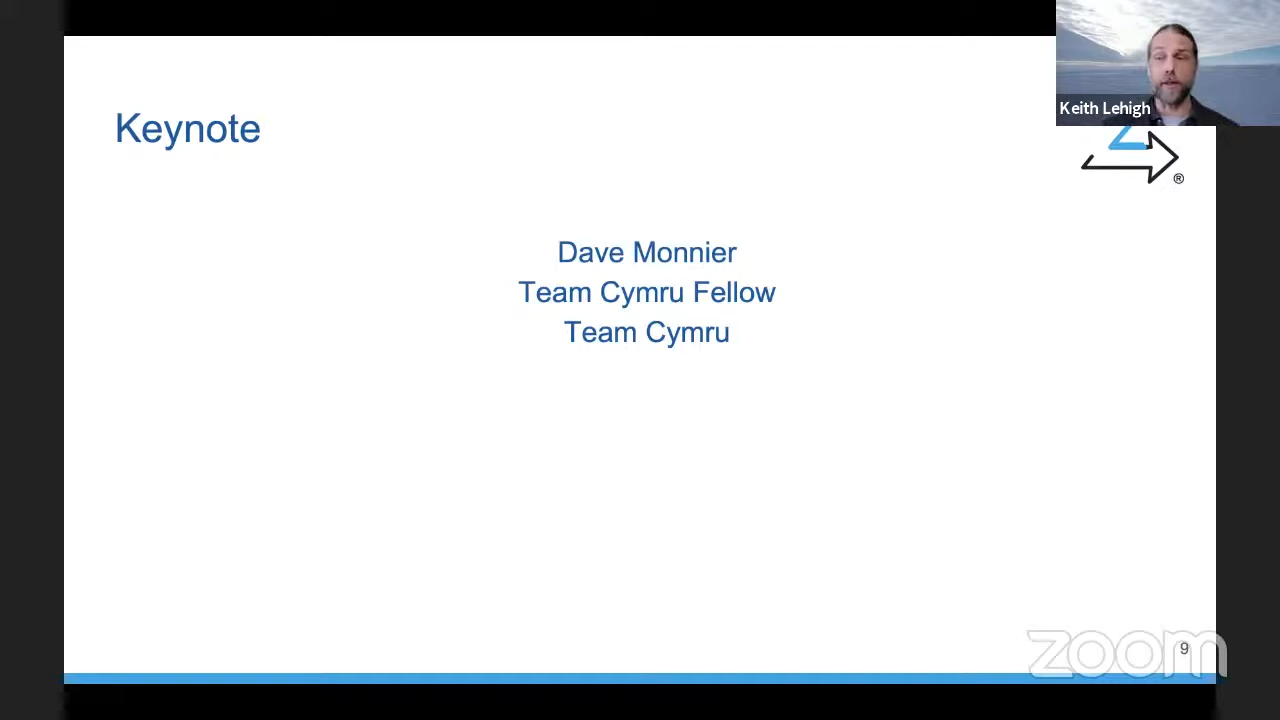 Keith Lehigh
Keynote
®
Dave Monnier
Team Cymru Fellow
Team Cymru
9
zoom